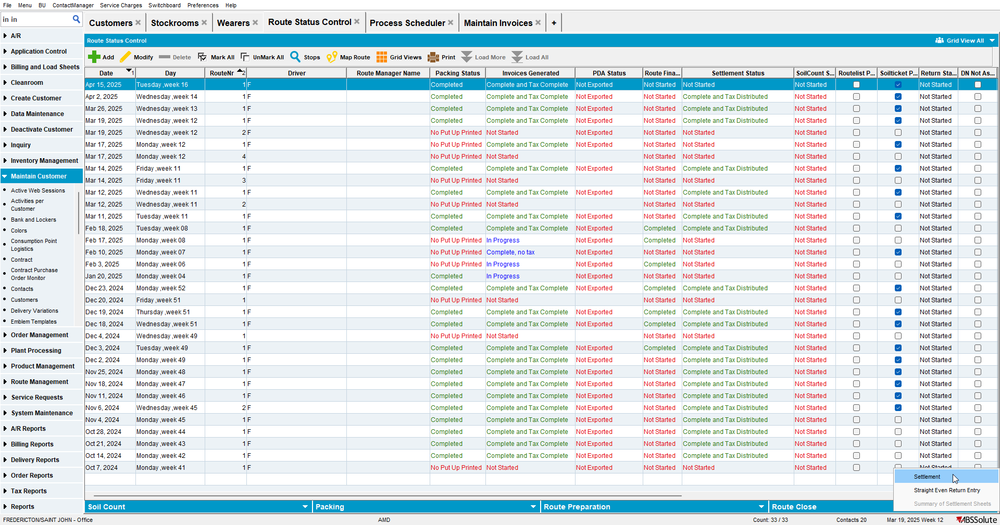 File Menu BU ContactManager Service Charges Switchboard Preferences Help
in in
Customers Stockrooms Wearers Route Status Control Process Scheduler Maintain Invoices +
Route Status Control Grid View All
Add Modify Delete Mark All UnMark All Stops Map Route Grid Views Print Load More Load All
Date 1 Day RouteNr 2 Driver Route Manager Name Packing Status Invoices Generated PDA Status Route Fina... Settlement Status SoilCount S... Routelist P... Soilticket P... Return Sta... DN Not As...
Apr 15, 2025 Tuesday ,week 16 1 F Completed Complete and Tax Complete Not Exported Not Started Not Started Not Started Not Started
Apr 2, 2025 Wednesday ,week 14 1 F Completed Complete and Tax Complete Not Exported Not Started Complete and Tax Distributed Not Started Not Started
Mar 26, 2025 Wednesday ,week 13 1 F Completed Complete and Tax Complete Not Exported Not Started Complete and Tax Distributed Not Started Not Started
Mar 19, 2025 Wednesday ,week 12 1 F Completed Complete and Tax Complete Not Exported Not Started Complete and Tax Distributed Not Started Not Started
Mar 19, 2025 Wednesday ,week 12 2 F No Put Up Printed Not Started Not Exported Not Started Not Started Not Started Not Started
Mar 17, 2025 Monday ,week 12 1 F No Put Up Printed Complete and Tax Complete Not Exported Not Started Complete and Tax Distributed Not Started Not Started
Mar 17, 2025 Monday ,week 12 4 No Put Up Printed Not Started Not Started Not Started Not Started Not Started
Mar 14, 2025 Friday ,week 11 1 F Completed Complete and Tax Complete Not Exported Not Started Complete and Tax Distributed Not Started Not Started
Mar 14, 2025 Friday ,week 11 3 No Put Up Printed Not Started Not Started Not Started Not Started Not Started
Mar 12, 2025 Wednesday ,week 11 1 F Completed Complete and Tax Complete Not Exported Not Started Complete and Tax Distributed Not Started Not Started
Mar 12, 2025 Wednesday ,week 11 2 No Put Up Printed Not Started Not Started Not Started Not Started Not Started
Mar 11, 2025 Tuesday ,week 11 1 F Completed Complete and Tax Complete Not Exported Not Started Complete and Tax Distributed Not Started Not Started
Feb 18, 2025 Tuesday ,week 08 1 F Completed Complete and Tax Complete Not Exported Completed Complete and Tax Distributed Not Started Not Started
Feb 17, 2025 Monday ,week 08 1 F No Put Up Printed In Progress Not Exported Completed Not Started Not Started Not Started
Feb 10, 2025 Monday ,week 07 1 F No Put Up Printed Complete, no tax Not Exported Not Started Not Started Not Started Not Started
Feb 3, 2025 Monday ,week 06 1 F No Put Up Printed In Progress Not Exported Completed Not Started Not Started Not Started
Jan 20, 2025 Monday ,week 04 1 F Completed In Progress Not Exported Not Started Not Started Not Started Not Started
Dec 23, 2024 Monday ,week 52 1 F Completed Complete and Tax Complete Not Exported Completed Complete and Tax Distributed Not Started Not Started
Dec 20, 2024 Friday ,week 51 1 No Put Up Printed Not Started Not Started Not Started Not Started Not Started
Dec 19, 2024 Thursday ,week 51 1 F Completed Complete and Tax Complete Not Exported Completed Complete and Tax Distributed Not Started Not Started
Dec 18, 2024 Wednesday ,week 51 1 F Completed Complete and Tax Complete Not Exported Completed Complete and Tax Distributed Not Started Not Started
Dec 4, 2024 Wednesday ,week 49 1 No Put Up Printed Not Started Not Started Not Started Not Started Not Started
Dec 3, 2024 Tuesday ,week 49 1 F Completed Complete and Tax Complete Not Exported Completed Complete and Tax Distributed Not Started Not Started
Dec 2, 2024 Monday ,week 49 1 F Completed Complete and Tax Complete Not Exported Not Started Complete and Tax Distributed Not Started Not Started
Nov 25, 2024 Monday ,week 48 1 F Completed Complete and Tax Complete Not Exported Not Started Complete and Tax Distributed Not Started Not Started
Nov 18, 2024 Monday ,week 47 1 F Completed Complete and Tax Complete Not Exported Not Started Complete and Tax Distributed Not Started Not Started
Nov 11, 2024 Monday ,week 46 1 F Completed Complete and Tax Complete Not Exported Not Started Complete and Tax Distributed Not Started Not Started
Nov 6, 2024 Wednesday ,week 45 2 F Completed Complete and Tax Complete Not Exported Not Started Complete and Tax Distributed Not Started Not Started
Nov 4, 2024 Monday ,week 45 1 F Completed Complete and Tax Complete Not Exported Not Started Complete and Tax Distributed Not Started Not Started
Oct 28, 2024 Monday ,week 44 1 F Completed Complete and Tax Complete Not Exported Not Started Complete and Tax Distributed Not Started Not Started
Oct 21, 2024 Monday ,week 43 1 F Completed Complete and Tax Complete Not Exported Not Started Complete and Tax Distributed Not Started Not Started
Oct 14, 2024 Monday ,week 42 1 F Completed Complete and Tax Complete Not Exported Not Started Complete and Tax Distributed Not Started Not Started
Oct 7, 2024 Monday ,week 41 1 F No Put Up Printed Not Started Not Exported Not Started Not Started Not Started Not Started
A/R
Application Control
Billing and Load Sheets
Cleanroom
Create Customer
Data Maintenance
Deactivate Customer
Inquiry
Inventory Management
Maintain Customer
Active Web Sessions
Activities per
Customer
Bank and Lockers
Colors
Consumption Point
Logistics
Contract
Contract Purchase
Order Monitor
Contacts
Customers
Delivery Variations
Emblem Templates
Order Management
Plant Processing
Product Management
Route Management
Service Requests
System Maintenance
A/R Reports
Billing Reports
Delivery Reports
Order Reports
Tax Reports
Reports
Settlement
Straight Even Return Entry
Summary of Settlement Sheets
Soil Count Packing Route Preparation Route Close
FREDERICTON/SAINT JOHN - Office AMD Count: 33 / 33 Contacts 20 Mar 19, 2025 Week 12 ABSSolute